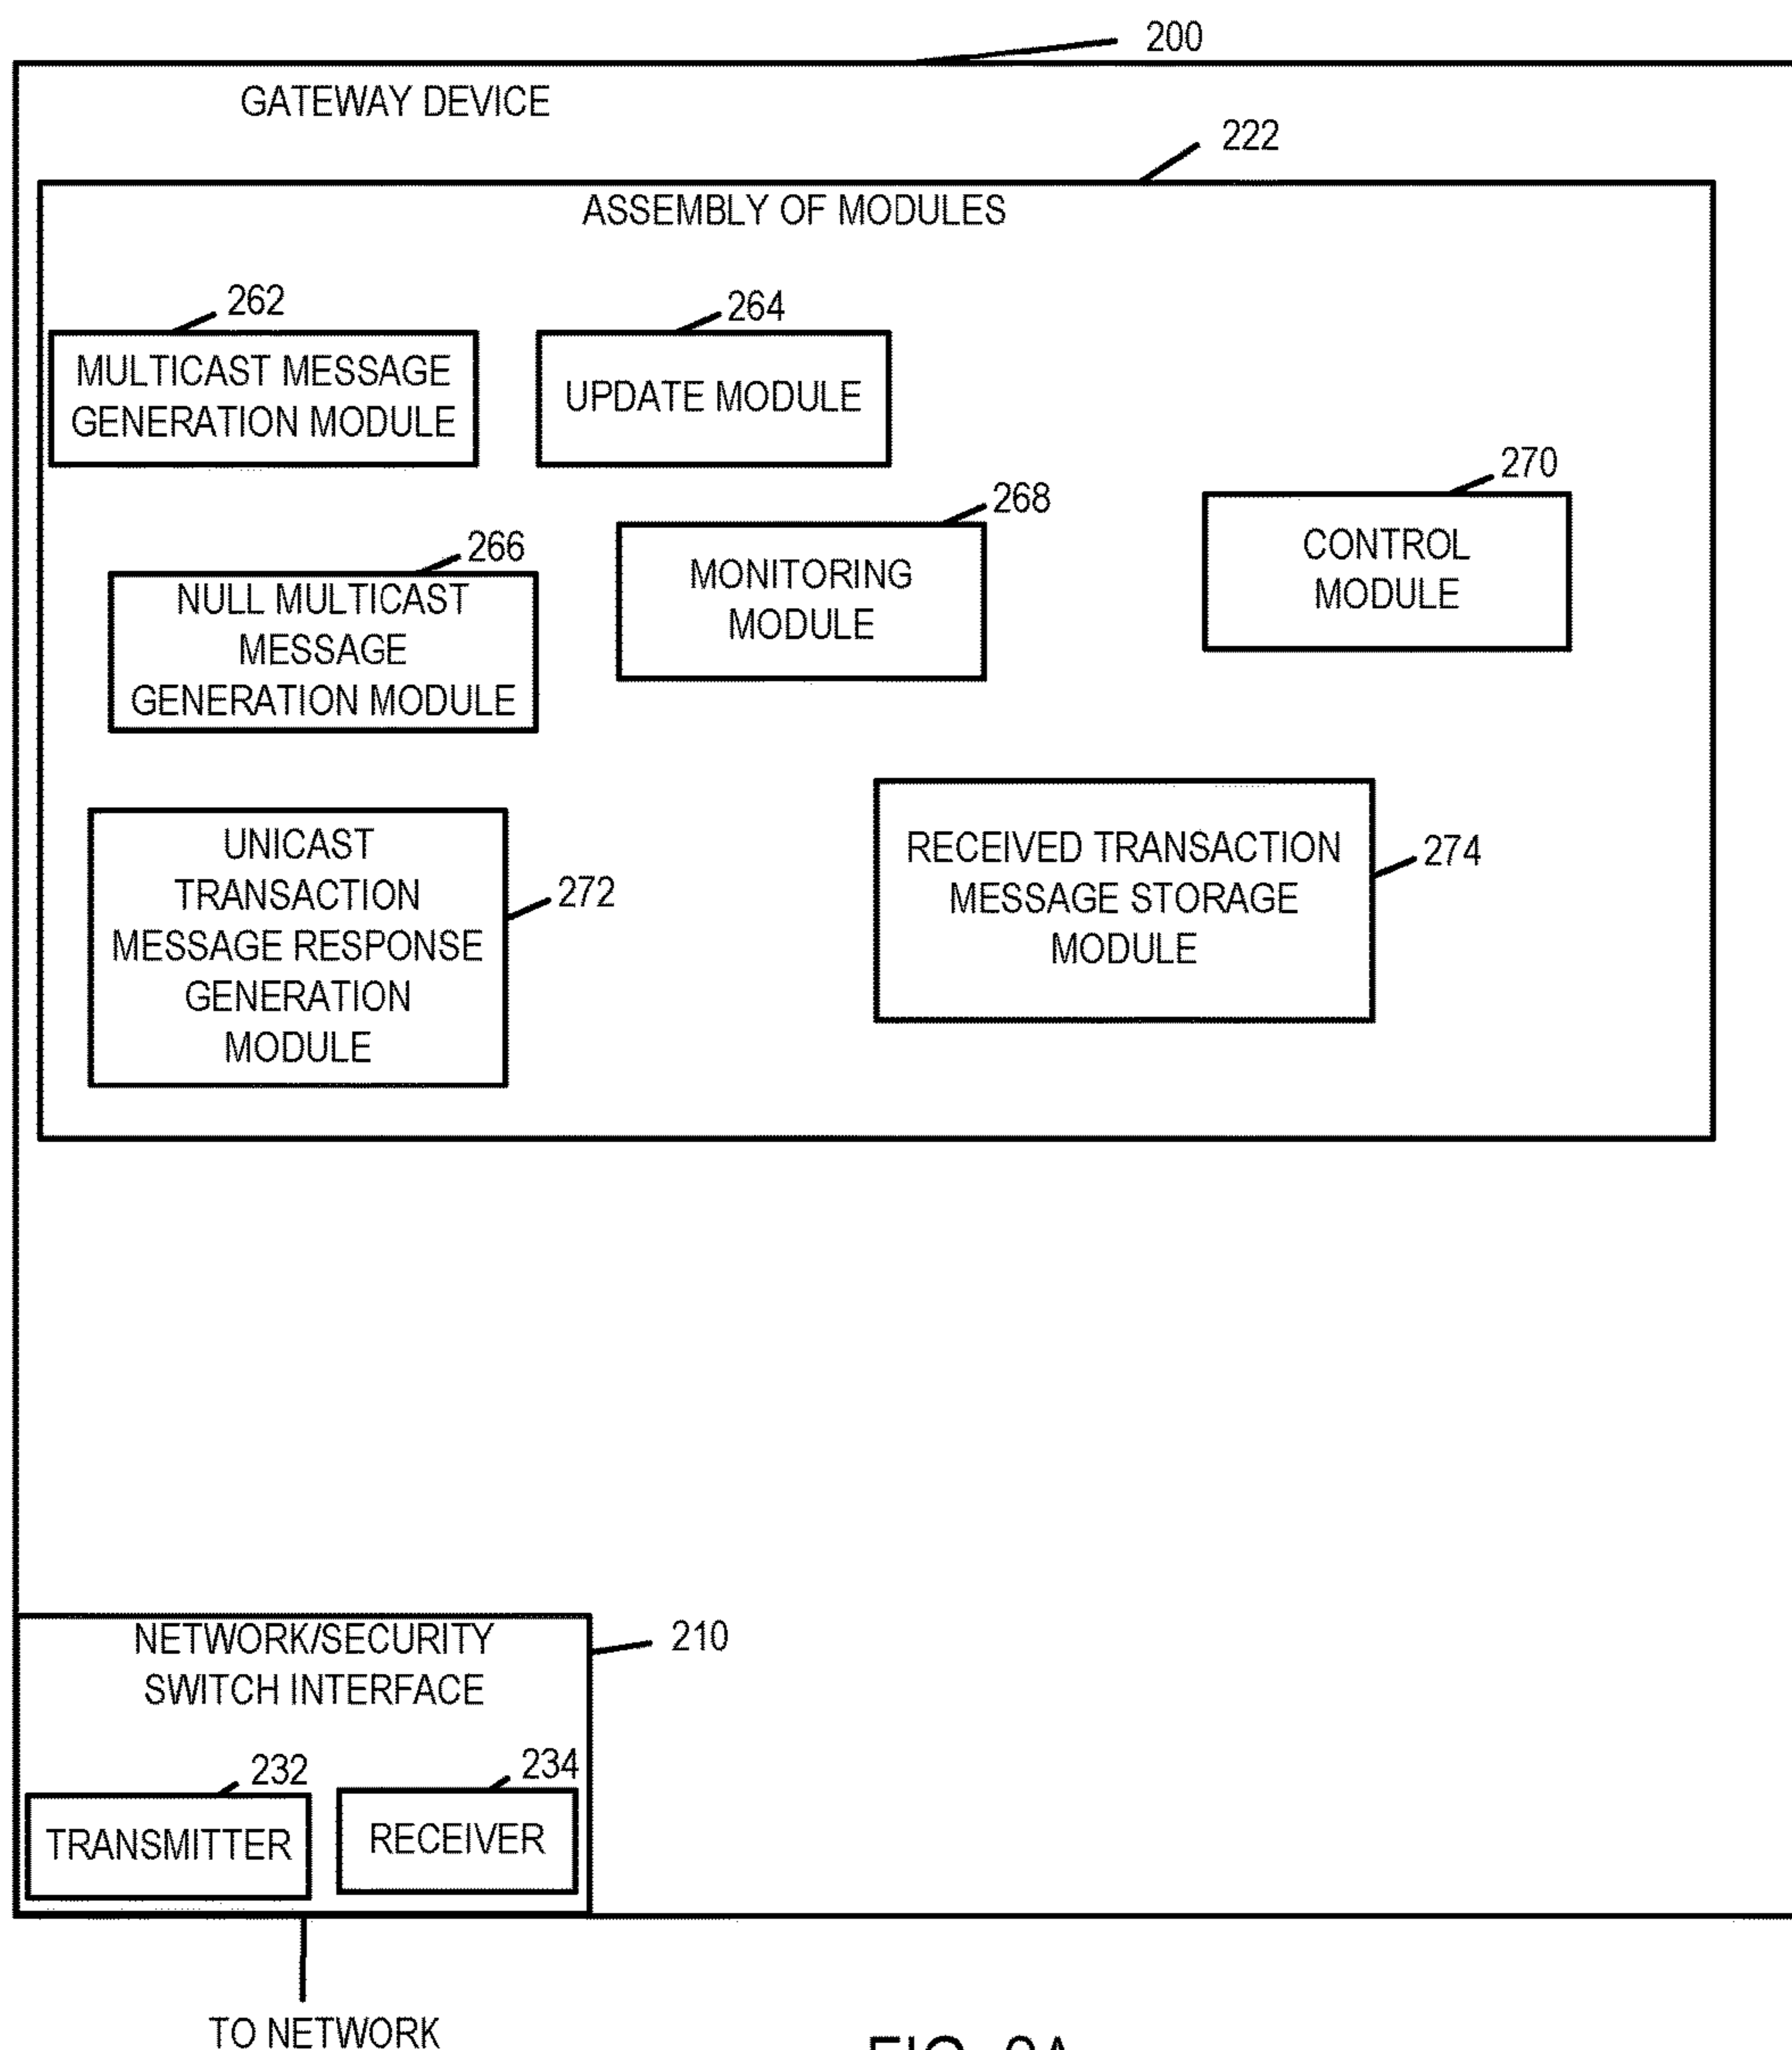 200
GATEWAY DEVICE
222
ASSEMBLY OF MODULES
262
MULTICAST MESSAGE
GENERATION MODULE
264
UPDATE MODULE
270
CONTROL
MODULE
268
MONITORING
MODULE
266
NULL MULTICAST
MESSAGE
GENERATION MODULE
UNICAST
TRANSACTION
MESSAGE RESPONSE
GENERATION
MODULE
272
RECEIVED TRANSACTION
MESSAGE STORAGE
MODULE
274
NETWORK/SECURITY
SWITCH INTERFACE
210
232
TRANSMITTER
234
RECEIVER
TO NETWORK
FIG. 2A